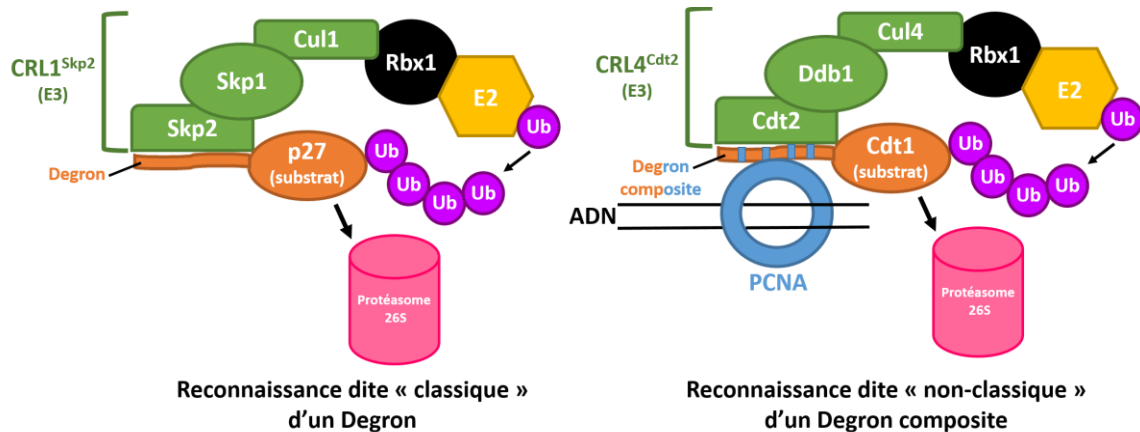 CRL1Skp2
(E3)
Cul1
Rbx1
Skp1
E2
Skp2
Ub
Degron
p27
(substrat)
Ub
Ub
Ub
Ub
Protéasome
26S
Reconnaissance dite « classique »
d'un Degron
CRL4Cdt2
(E3)
Cul4
Rbx1
Ddb1
E2
Cdt2
Ub
Degron
composite
Cdt1
(substrat)
Ub
Ub
Ub
Ub
ADN
PCNA
Protéasome
26S
Reconnaissance dite « non-classique »
d'un Degron composite